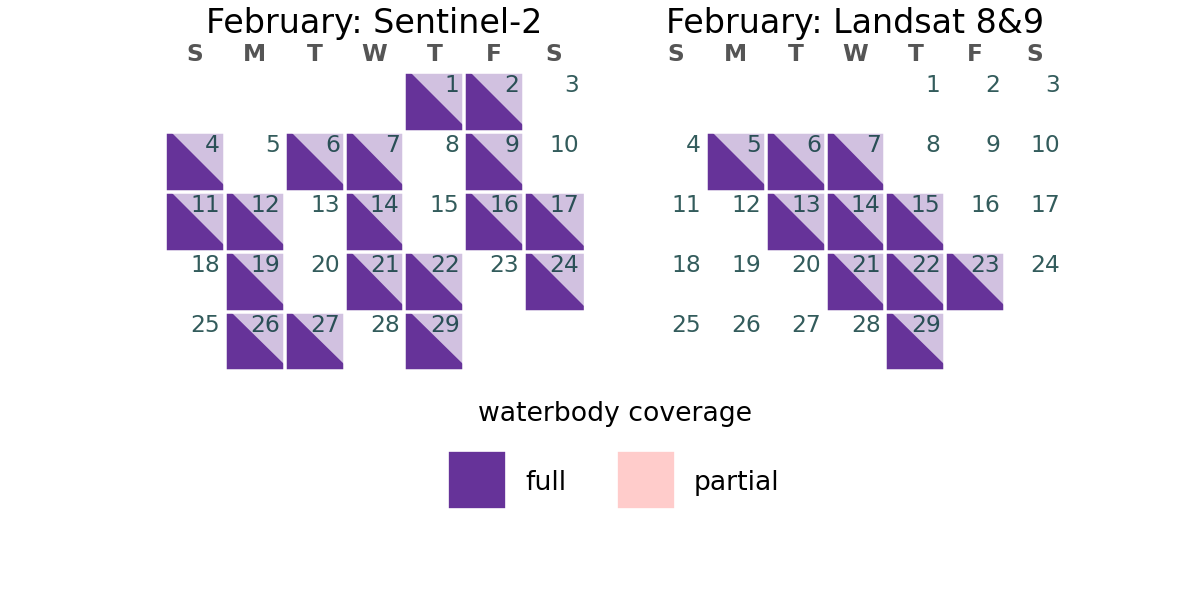 February: Sentinel-2
S M T W T F S
1 2 3
4 5 6 7 8 9 10
11 12 13 14 15 16 17
18 19 20 21 22 23 24
25 26 27 28 29
February: Landsat 8&9
S M T W T F S
1 2 3
4 5 6 7 8 9 10
11 12 13 14 15 16 17
18 19 20 21 22 23 24
25 26 27 28 29
waterbody coverage
full
partial